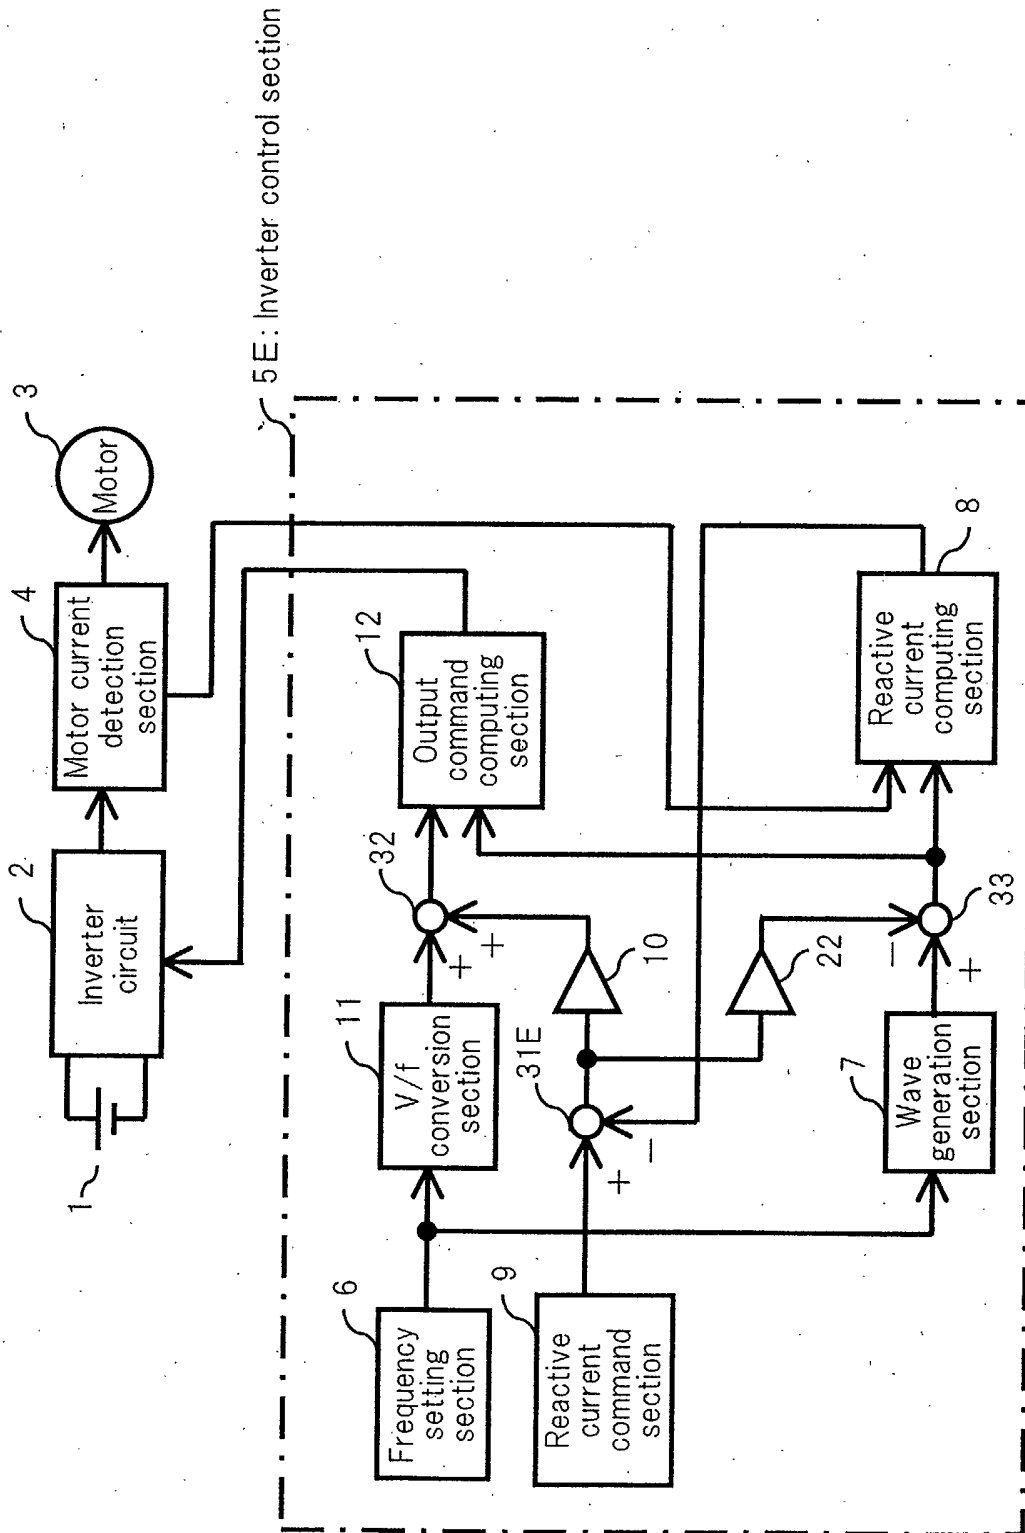 1
2
Inverter
circuit
4
Motor current
detection
section
3
Motor
5E: Inverter control section
6
Frequency
setting
section
11
V/f
conversion
section
32
+
+
12
Output
command
computing
section
9
Reactive
current
command
section
31E
+
−
10
22
7
Wave
generation
section
33
−
+
8
Reactive
current
computing
section